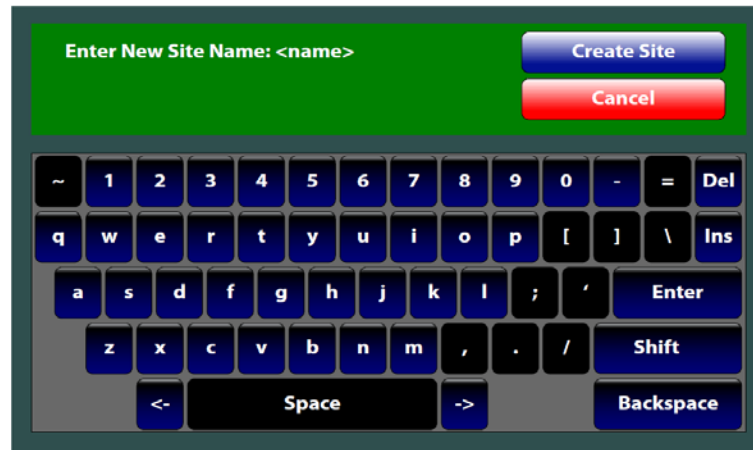 Enter New Site Name: <name>
Create Site
Cancel
~ 1 2 3 4 5 6 7 8 9 0 - = Del
q w e r t y u i o p [ ] \ Ins
a s d f g h j k l ; ‘ Enter
z x c v b n m , . / Shift
<- Space -> Backspace